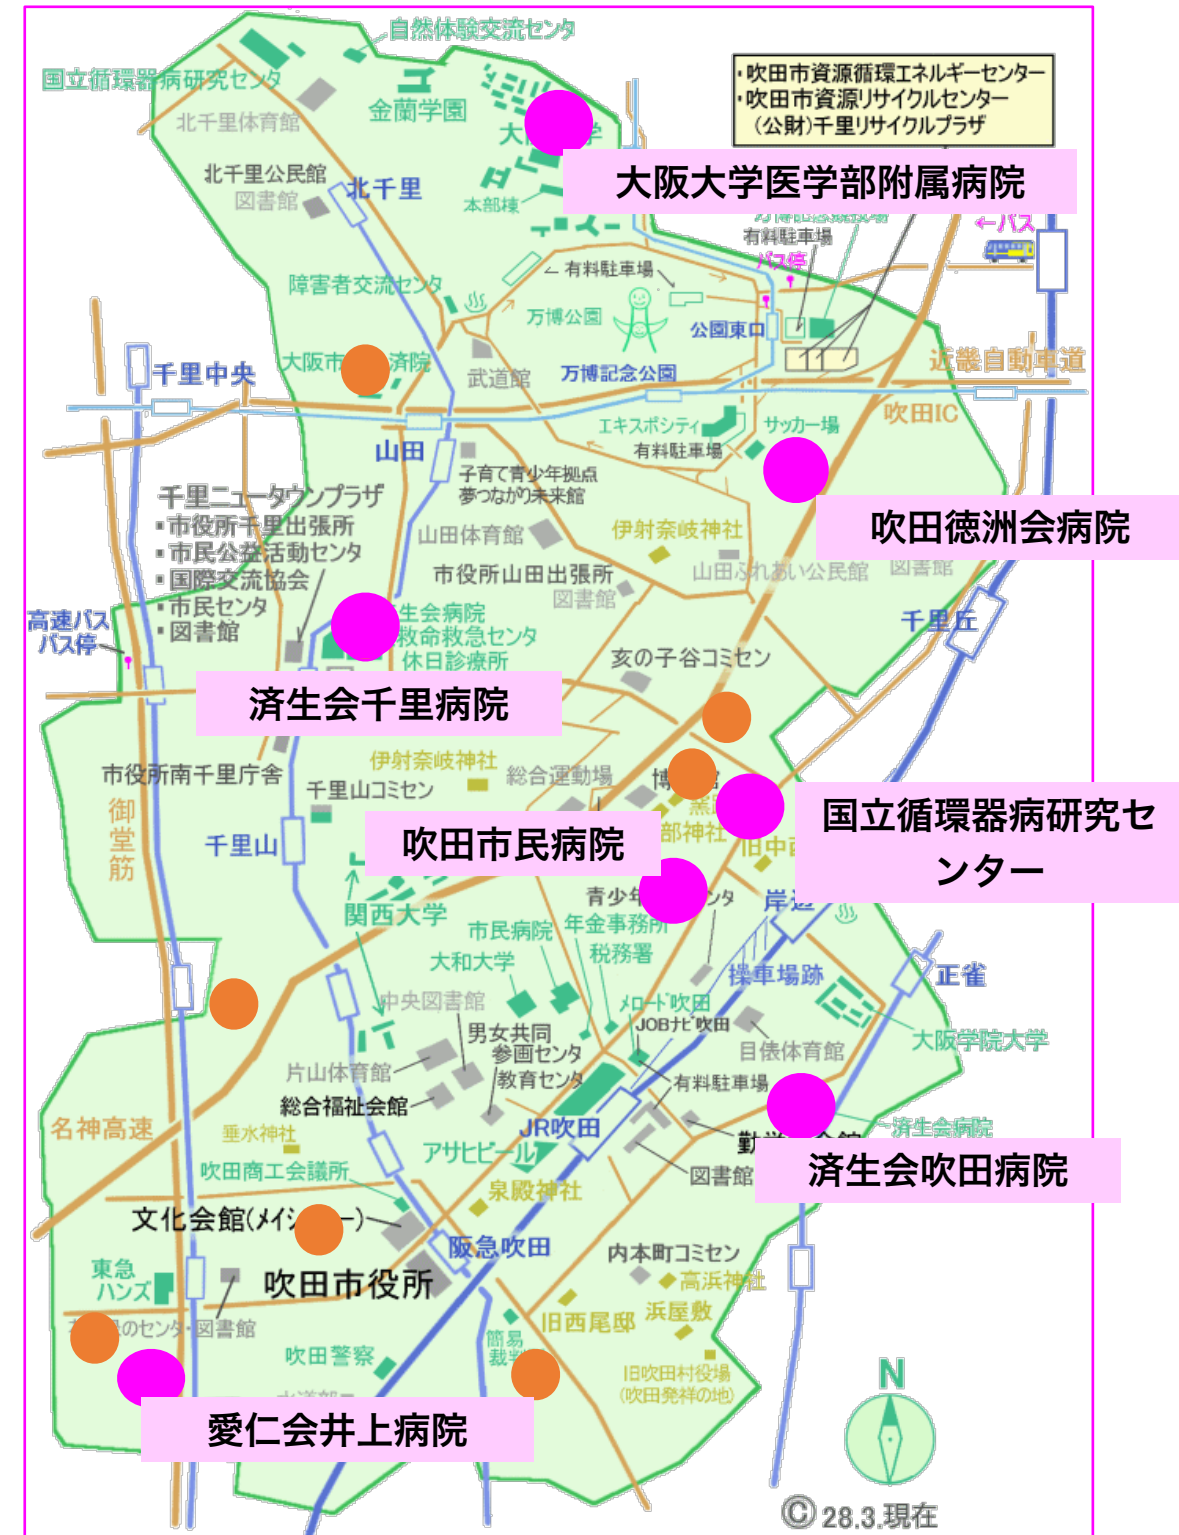 自然体験交流センタ
国立循環器病研究センタ
金蘭学園
北千里体育館
・吹田市資源循環エネルギーセンター
・吹田市資源リサイクルセンター
(公財)千里リサイクルプラザ
大阪大学医学部附属病院
北千里公民館
図書館
北千里
本部棟
有料駐車場
←バス
バス停
障害者交流センタ
←有料駐車場
万博公園
公園東口
千里中央
武道館
万博記念公園
近畿自動車道
吹田IC
エキスポシティ
サッカー場
有料駐車場
山田
子育て青少年拠点
夢つながり未来館
千里ニュータウンプラザ
・市役所千里出張所
・市民公益活動センタ
・国際交流協会
・市民センタ
・図書館
山田体育館
伊射奈岐神社
吹田徳洲会病院
市役所山田出張所
図書館
山田ふれあい公民館
図書館
高速バス
バス停
生会病院
救命救急センタ
休日診療所
千里丘
亥の子谷コミセン
済生会千里病院
市役所南千里庁舎
伊射奈岐神社
総合運動場
千里山コミセン
御堂筋
千里山
吹田市民病院
国立循環器病研究センター
部神社
関西大学
岸辺
市民病院
年金事務所
税務署
大和大学
操車場跡
正雀
中央図書館
メロード吹田
JOBナビ吹田
男女共同
参画センタ
教育センタ
目俵体育館
大阪学院大学
片山体育館
有料駐車場
総合福祉会館
名神高速
垂水神社
JR吹田
済生会病院
アサヒビール
図書館
済生会吹田病院
吹田商工会議所
泉殿神社
阪急吹田
内本町コミセン
東急
ハンズ
吹田市役所
高浜神社
浜屋敷
旧西尾邸
のセンタ・図書館
簡易
吹田警察
旧吹田村役場
(吹田発祥の地)
N
愛仁会井上病院
© 28.3.現在